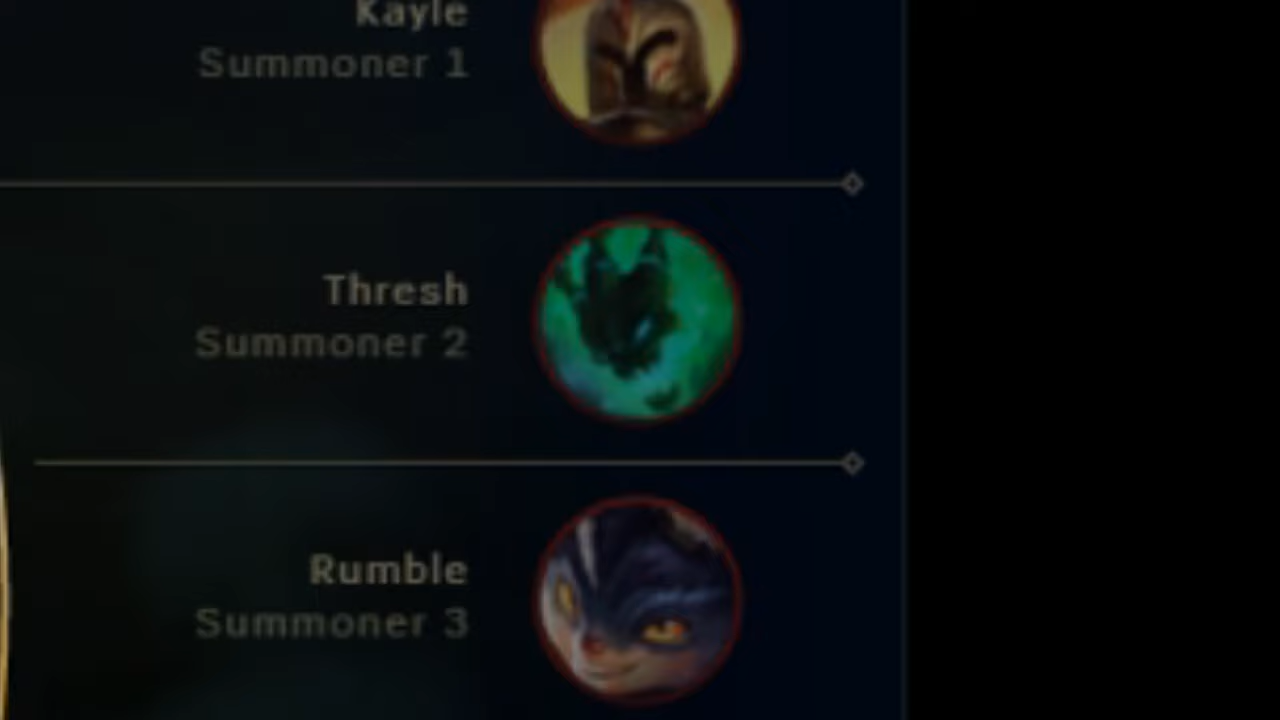 Kayle
Summoner 1
Thresh
Summoner 2
Rumble
Summoner 3